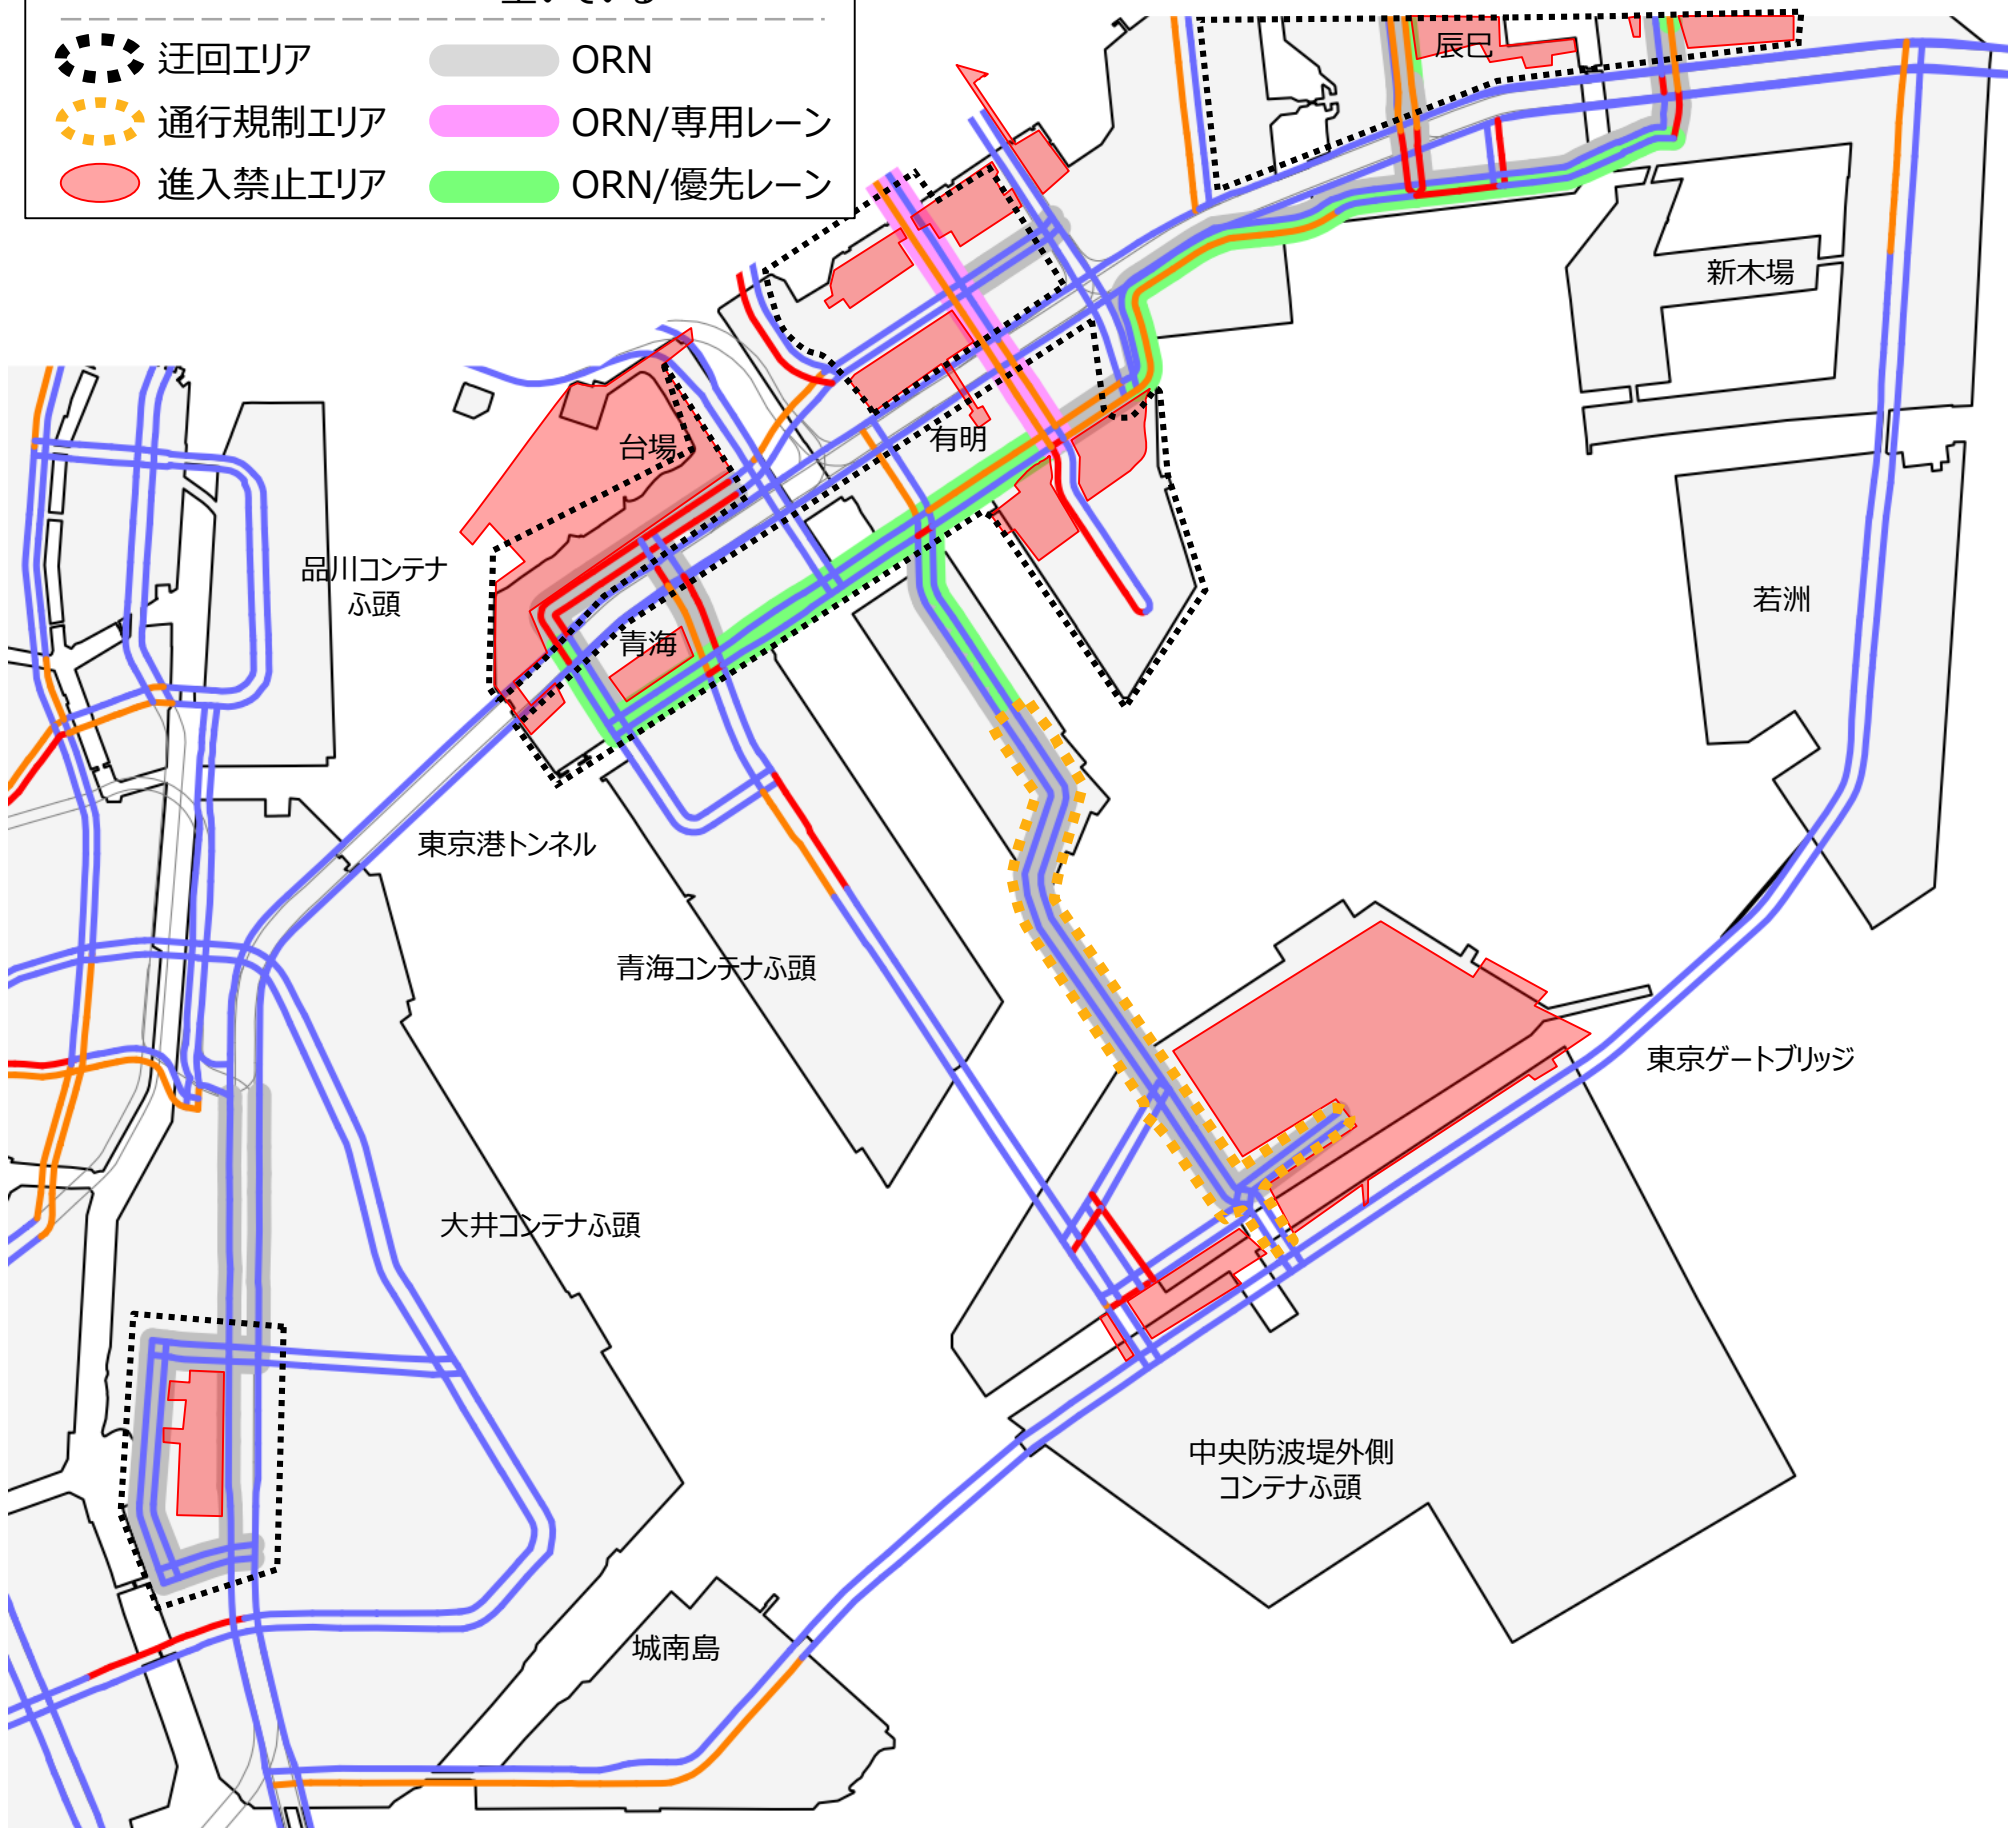 空いている
迂回エリア
ORN
通行規制エリア
ORN/専用レーン
進入禁止エリア
ORN/優先レーン
辰巳
新木場
有明
台場
品川コンテナ
ふ頭
若洲
青海
東京港トンネル
青海コンテナふ頭
東京ゲートブリッジ
大井コンテナふ頭
中央防波堤外側
コンテナふ頭
城南島